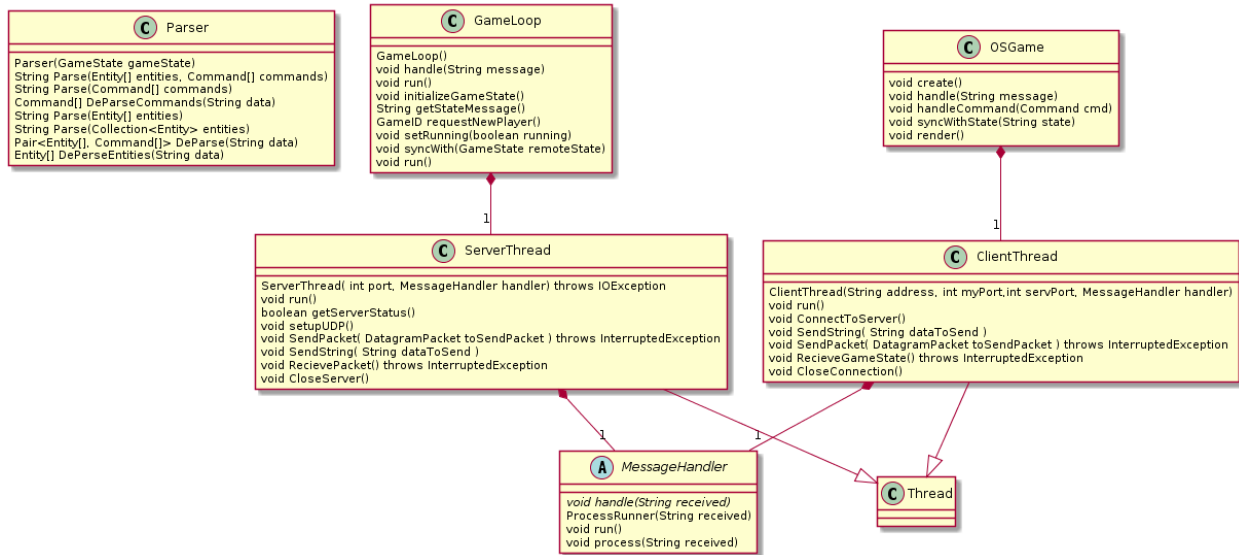 C Parser
Parser(GameState gameState)
String Parse(Entity[] entities, Command[] commands)
String Parse(Command[] commands)
Command[] DeParseCommands(String data)
String Parse(Entity[] entities)
String Parse(Collection<Entity> entities)
Pair<Entity[], Command[]> DeParse(String data)
Entity[] DePerseEntities(String data)
C GameLoop
GameLoop()
void handle(String message)
void run()
void initializeGameState()
String getStateMessage()
GameID requestNewPlayer()
void setRunning(boolean running)
void syncWith(GameState remoteState)
void run()
C OSGame
void create()
void handle(String message)
void handleCommand(Command cmd)
void syncWithState(String state)
void render()
1
1
C ServerThread
ServerThread( int port, MessageHandler handler) throws IOException
void run()
boolean getServerStatus()
void setupUDP()
void SendPacket( DatagramPacket toSendPacket ) throws InterruptedException
void SendString( String dataToSend )
void RecievePacket() throws InterruptedException
void CloseServer()
C ClientThread
ClientThread(String address, int myPort,int servPort, MessageHandler handler)
void run()
void ConnectToServer()
void SendString( String dataToSend )
void SendPacket( DatagramPacket toSendPacket ) throws InterruptedException
void RecieveGameState() throws InterruptedException
void CloseConnection()
1
1
A MessageHandler
void handle(String received)
ProcessRunner(String received)
void run()
void process(String received)
C Thread